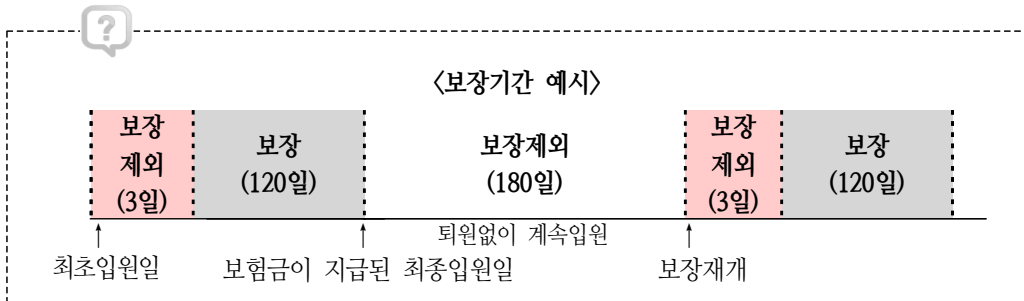 ?
〈보장기간 예시〉
보장
제외
(3일)
보장
(120일)
보장제외
(180일)
보장
제외
(3일)
보장
(120일)
퇴원없이 계속입원
최초입원일
보험금이 지급된 최종입원일
보장재개